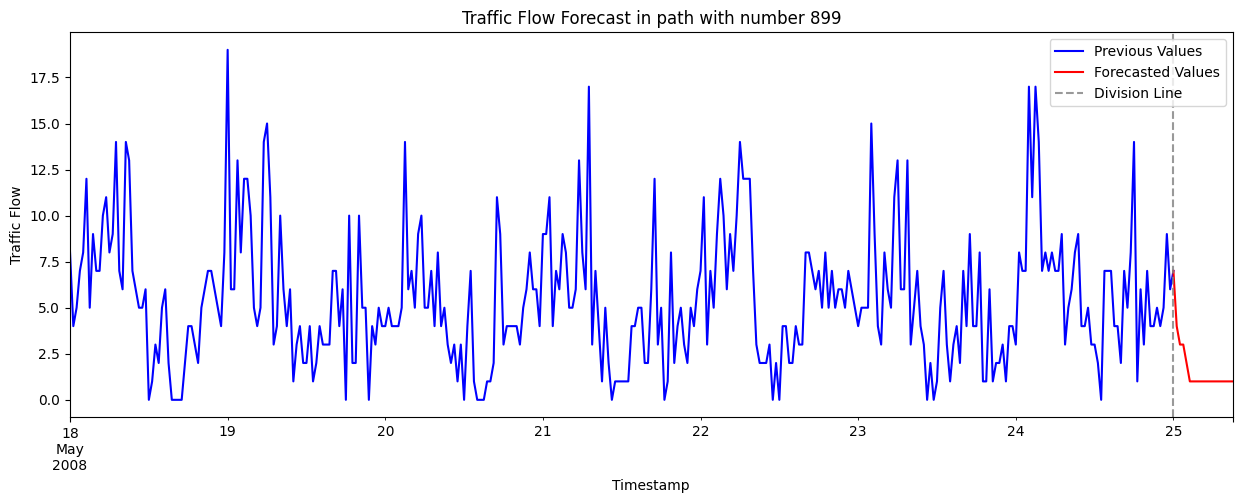 Traffic Flow Forecast in path with number 899
Previous Values
Forecasted Values
Division Line
Traffic Flow
17.5
15.0
12.5
10.0
7.5
5.0
2.5
0.0
18 19 20 21 22 23 24 25
May
2008
Timestamp